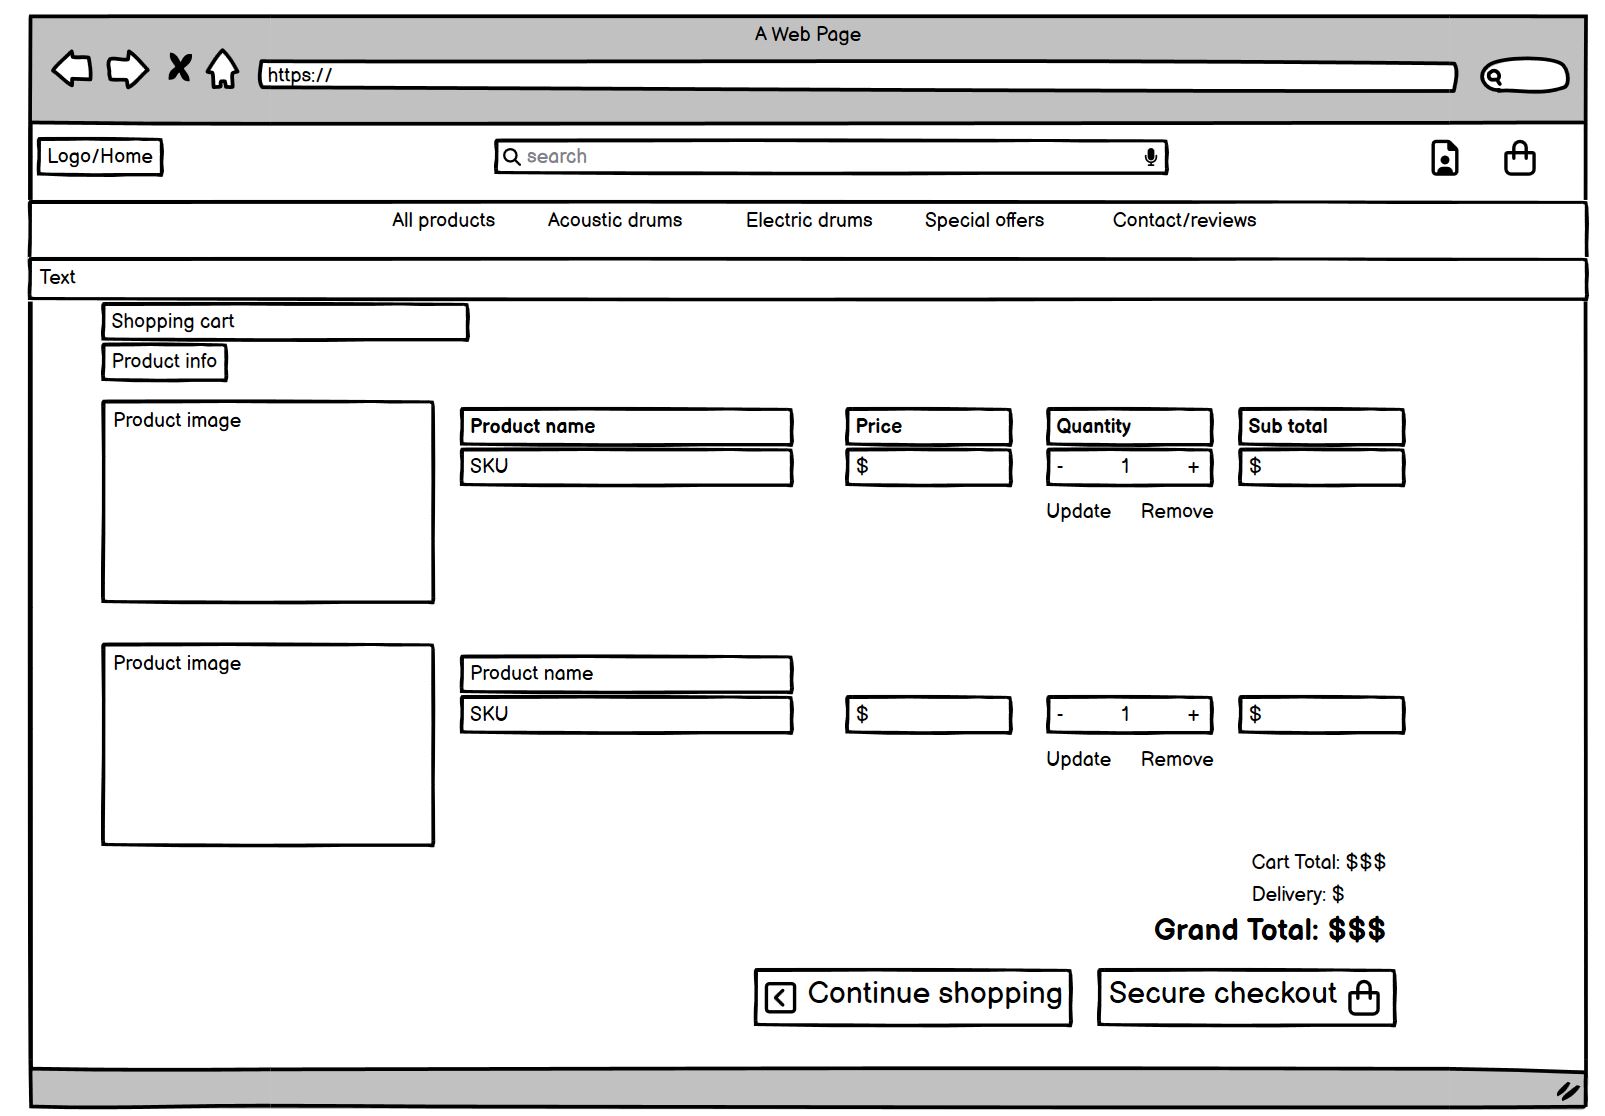 A Web Page
https://
Logo/Home
search
All products Acoustic drums Electric drums Special offers Contact/reviews
Text
Shopping cart
Product info
Product image
Product name Price Quantity Sub total
SKU $ - 1 + $
Update Remove
Product image
Product name
SKU $ - 1 + $
Update Remove
Cart Total: $$$
Delivery: $
Grand Total: $$$
Continue shopping Secure checkout